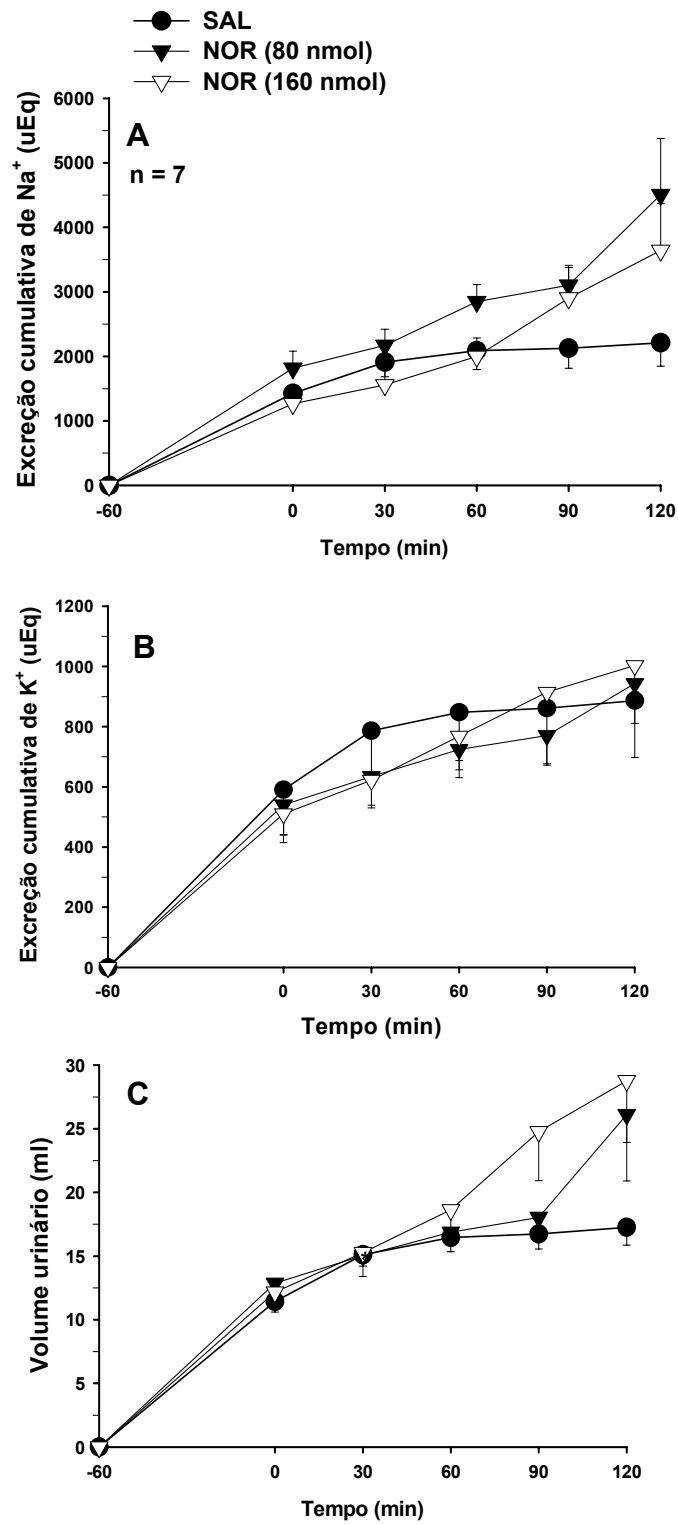 SAL
NOR (80 nmol)
NOR (160 nmol)
A
n = 7
Excreção cumulativa de Na⁺ (uEq)
6000
5000
4000
3000
2000
1000
0
-60 0 30 60 90 120
Tempo (min)
B
Excreção cumulativa de K⁺ (uEq)
1200
1000
800
600
400
200
0
-60 0 30 60 90 120
Tempo (min)
C
Volume urinário (ml)
30
25
20
15
10
5
0
-60 0 30 60 90 120
Tempo (min)